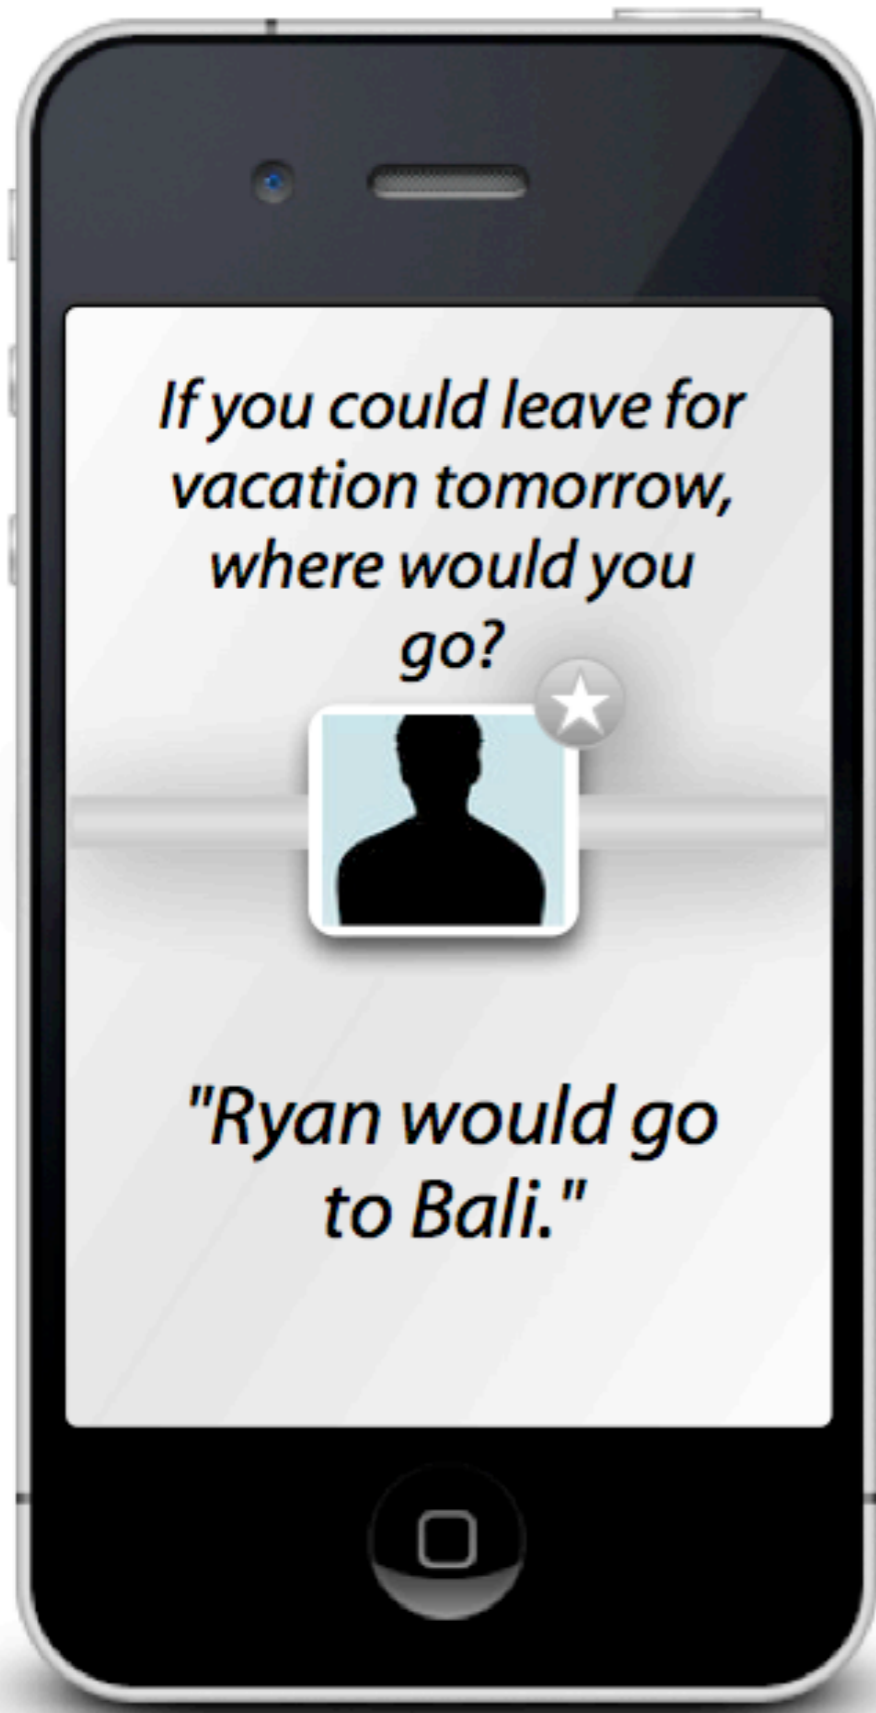 If you could leave for
vacation tomorrow,
where would you
go?
"Ryan would go
to Bali."